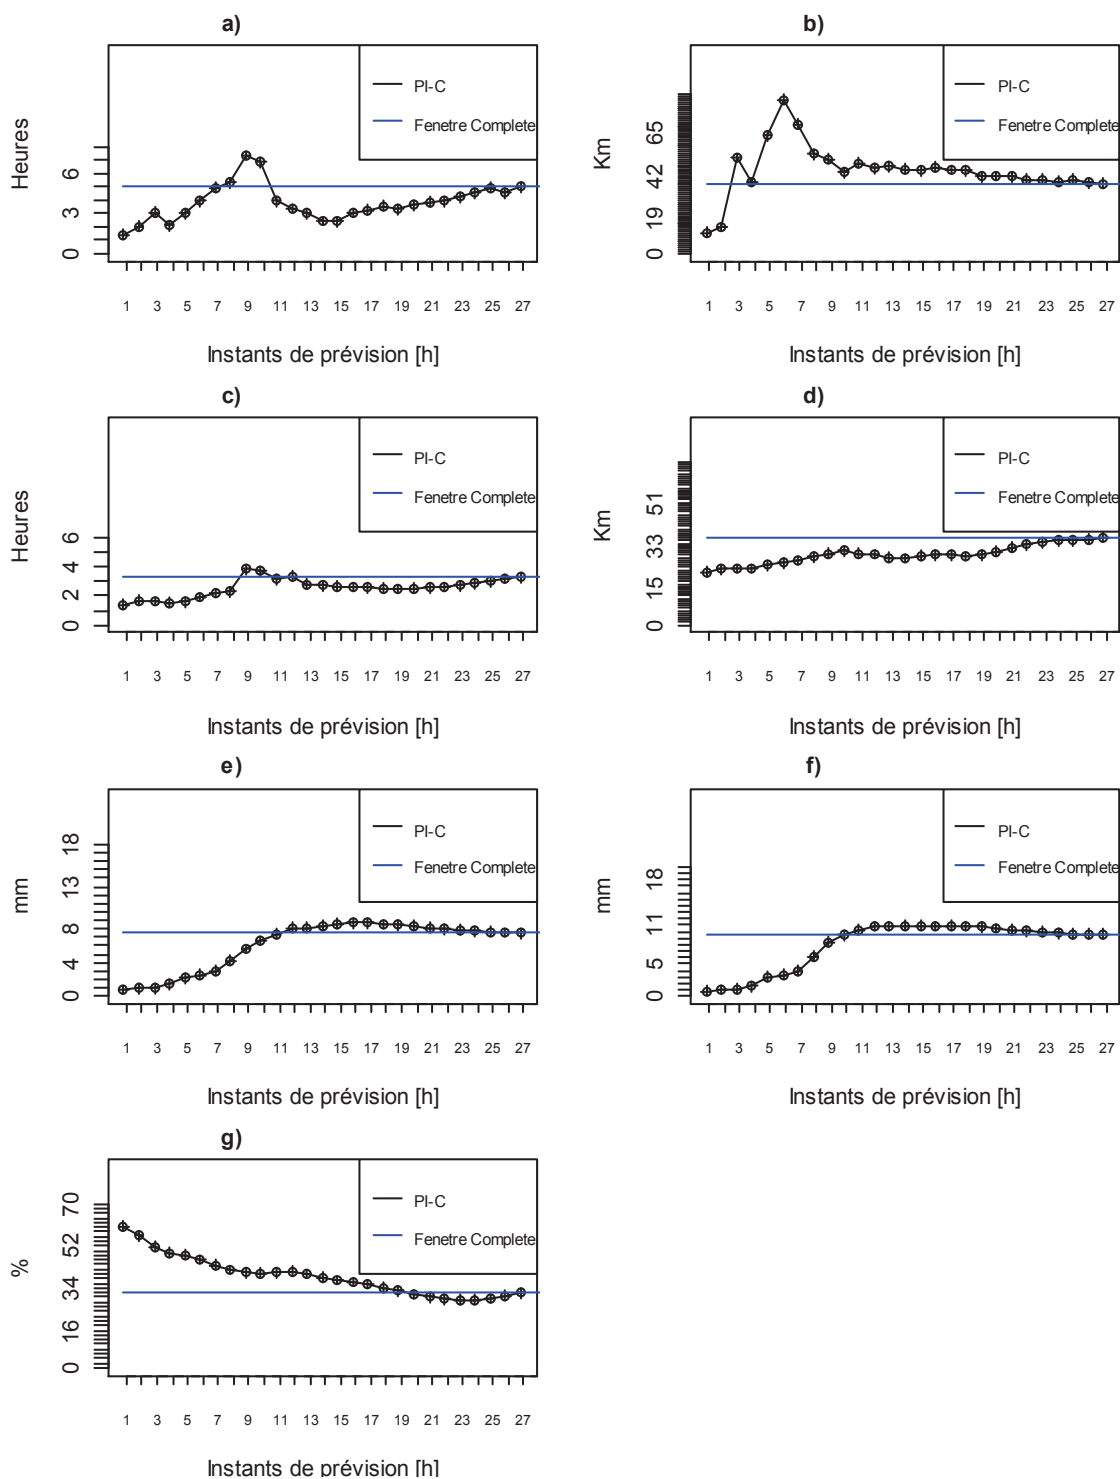 a)
Heures
0 3 6
PI-C
Fenetre Complete
1 3 5 7 9 11 13 15 17 19 21 23 25 27
Instants de prévision [h]
b)
Km
0 19 42 65
PI-C
Fenetre Complete
1 3 5 7 9 11 13 15 17 19 21 23 25 27
Instants de prévision [h]
c)
Heures
0 2 4 6
PI-C
Fenetre Complete
1 3 5 7 9 11 13 15 17 19 21 23 25 27
Instants de prévision [h]
d)
Km
0 15 33 51
PI-C
Fenetre Complete
1 3 5 7 9 11 13 15 17 19 21 23 25 27
Instants de prévision [h]
e)
mm
0 4 8 13 18
PI-C
Fenetre Complete
1 3 5 7 9 11 13 15 17 19 21 23 25 27
Instants de prévision [h]
f)
mm
0 5 11 18
PI-C
Fenetre Complete
1 3 5 7 9 11 13 15 17 19 21 23 25 27
Instants de prévision [h]
g)
%
0 16 34 52 70
PI-C
Fenetre Complete
1 3 5 7 9 11 13 15 17 19 21 23 25 27
Instants de prévision [h]